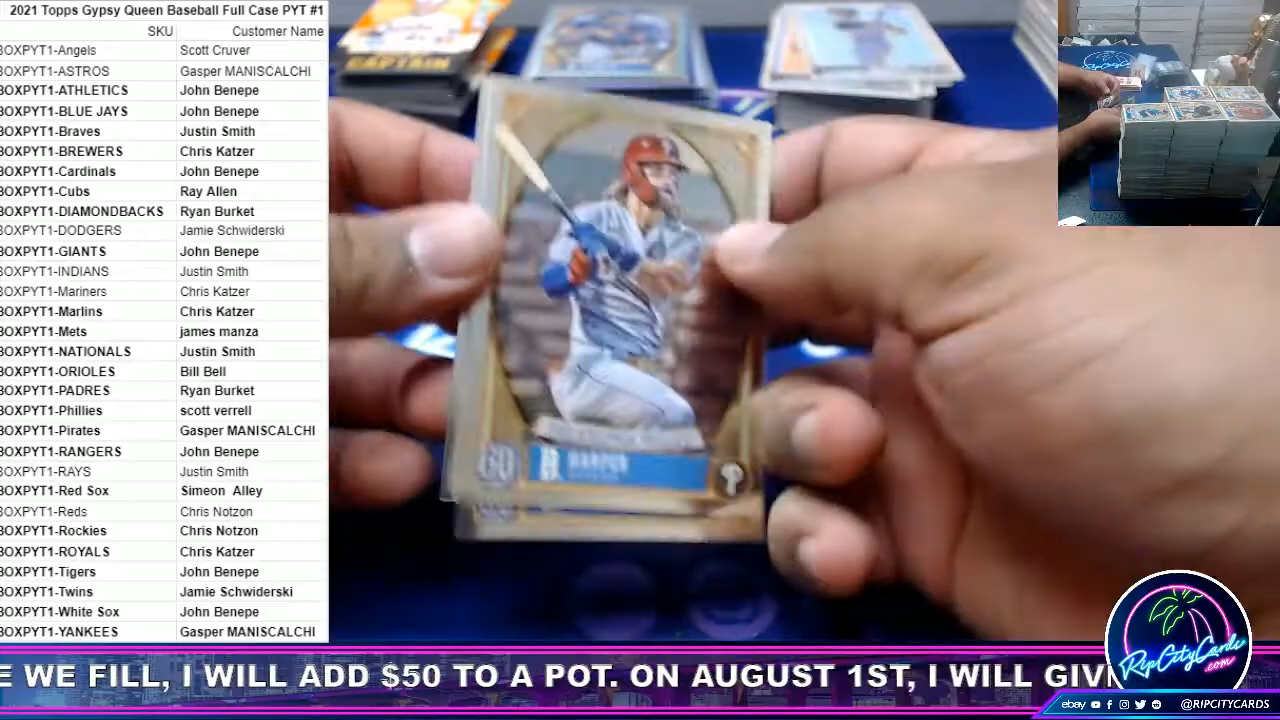 2021 Topps Gypsy Queen Baseball Full Case PYT #1
SKU Customer Name
BOXPYT1-Angels Scott Cruver
BOXPYT1-ASTROS Gasper MANISCALCHI
BOXPYT1-ATHLETICS John Benepe
BOXPYT1-BLUE JAYS John Benepe
BOXPYT1-Braves Justin Smith
BOXPYT1-BREWERS Chris Katzer
BOXPYT1-Cardinals John Benepe
BOXPYT1-Cubs Ray Allen
BOXPYT1-DIAMONDBACKS Ryan Burket
BOXPYT1-DODGERS Jamie Schwiderski
BOXPYT1-GIANTS John Benepe
BOXPYT1-INDIANS Justin Smith
BOXPYT1-Mariners Chris Katzer
BOXPYT1-Marlins Chris Katzer
BOXPYT1-Mets james manza
BOXPYT1-NATIONALS Justin Smith
BOXPYT1-ORIOLES Bill Bell
BOXPYT1-PADRES Ryan Burket
BOXPYT1-Phillies scott verrell
BOXPYT1-Pirates Gasper MANISCALCHI
BOXPYT1-RANGERS John Benepe
BOXPYT1-RAYS Justin Smith
BOXPYT1-Red Sox Simeon Alley
BOXPYT1-Reds Chris Notzon
BOXPYT1-Rockies Chris Notzon
BOXPYT1-ROYALS Chris Katzer
BOXPYT1-Tigers John Benepe
BOXPYT1-Twins Jamie Schwiderski
BOXPYT1-White Sox John Benepe
BOXPYT1-YANKEES Gasper MANISCALCHI
CAPTAIN
GQ HARPER P
RipCityCards
.com
E WE FILL, I WILL ADD $50 TO A POT. ON AUGUST 1ST, I WILL GIV
ebay @RIPCITYCARDS